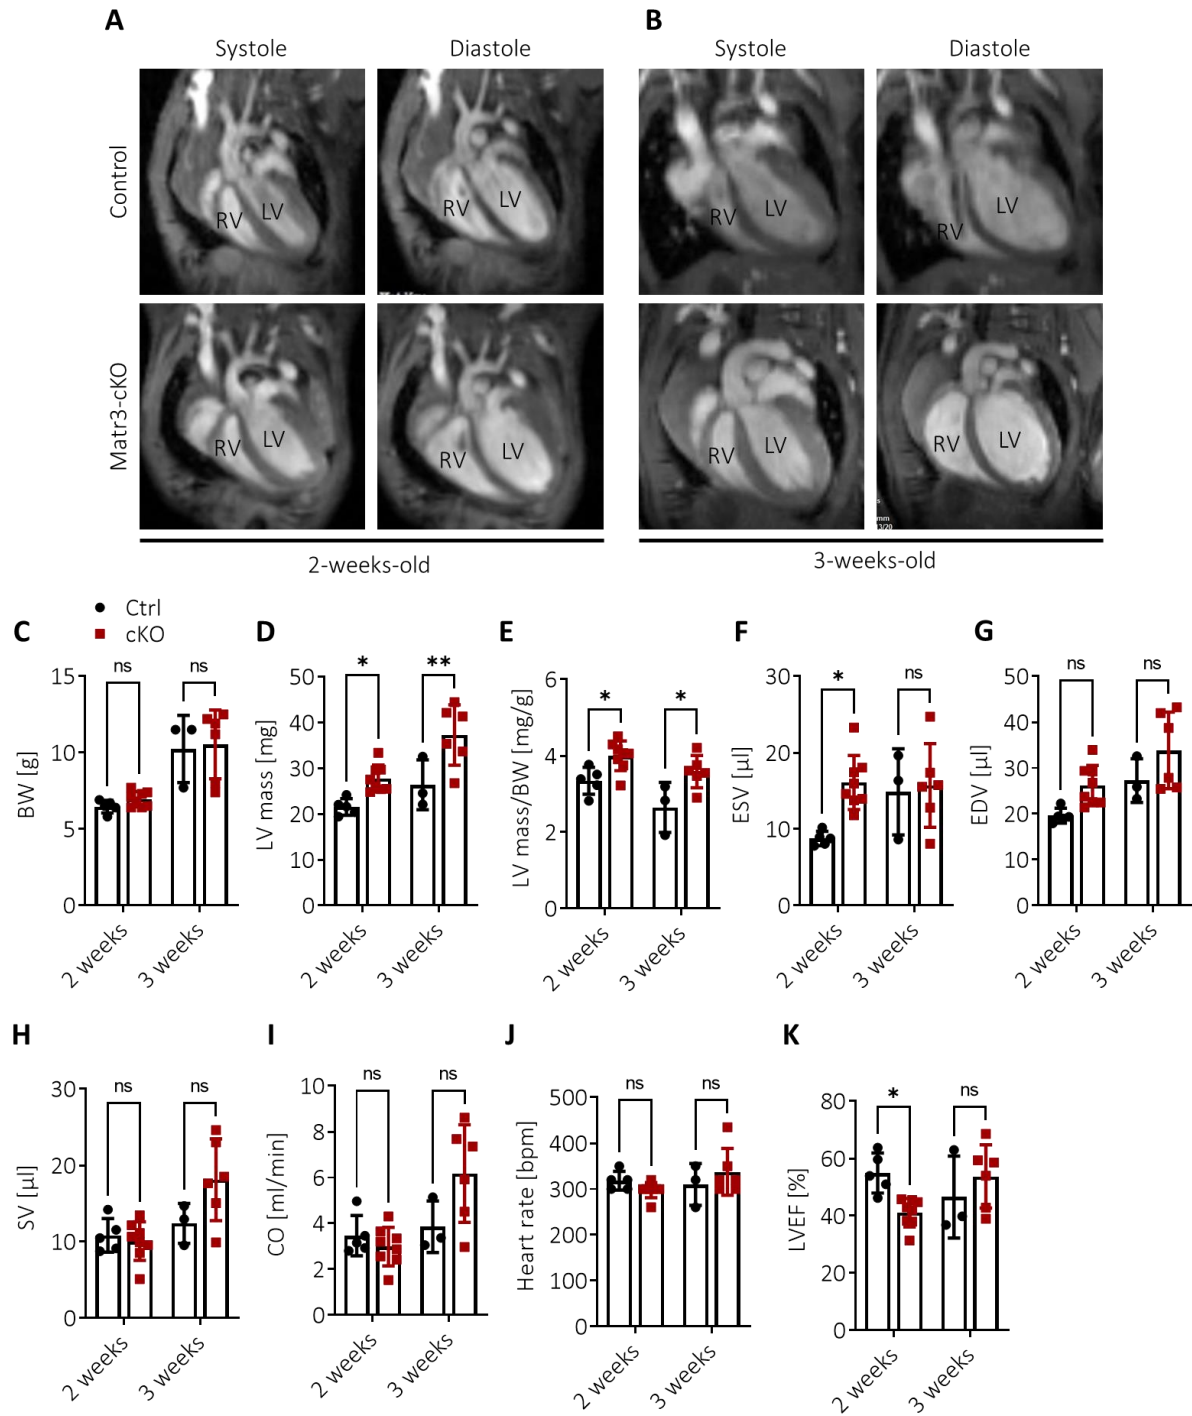 A
B
Systole
Diastole
Systole
Diastole
Control
RV
LV
RV
LV
RV
LV
RV
LV
Matr3-cKO
RV
LV
RV
LV
RV
LV
RV
LV
mm
13/20
2-weeks-old
3-weeks-old
Ctrl
cKO
C
BW [g]
15
10
5
0
ns
ns
2 weeks
3 weeks
D
LV mass [mg]
50
40
30
20
10
0
*
**
2 weeks
3 weeks
E
LV mass/BW [mg/g]
6
4
2
0
*
*
2 weeks
3 weeks
F
ESV [µl]
30
20
10
0
*
ns
2 weeks
3 weeks
G
EDV [µl]
50
40
30
20
10
0
ns
ns
2 weeks
3 weeks
H
SV [µl]
30
20
10
0
ns
ns
2 weeks
3 weeks
I
CO [ml/min]
10
8
6
4
2
0
ns
ns
2 weeks
3 weeks
J
Heart rate [bpm]
500
400
300
200
100
0
ns
ns
2 weeks
3 weeks
K
LVEF [%]
80
60
40
20
0
*
ns
2 weeks
3 weeks